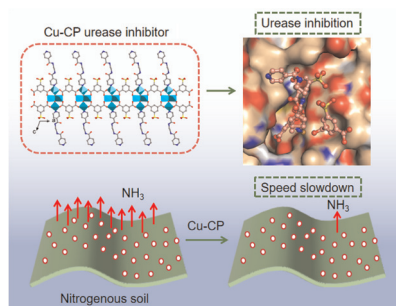 Cu-CP urease inhibitor
Urease inhibition
Speed slowdown
NH3
NH3
Cu-CP
Nitrogenous soil